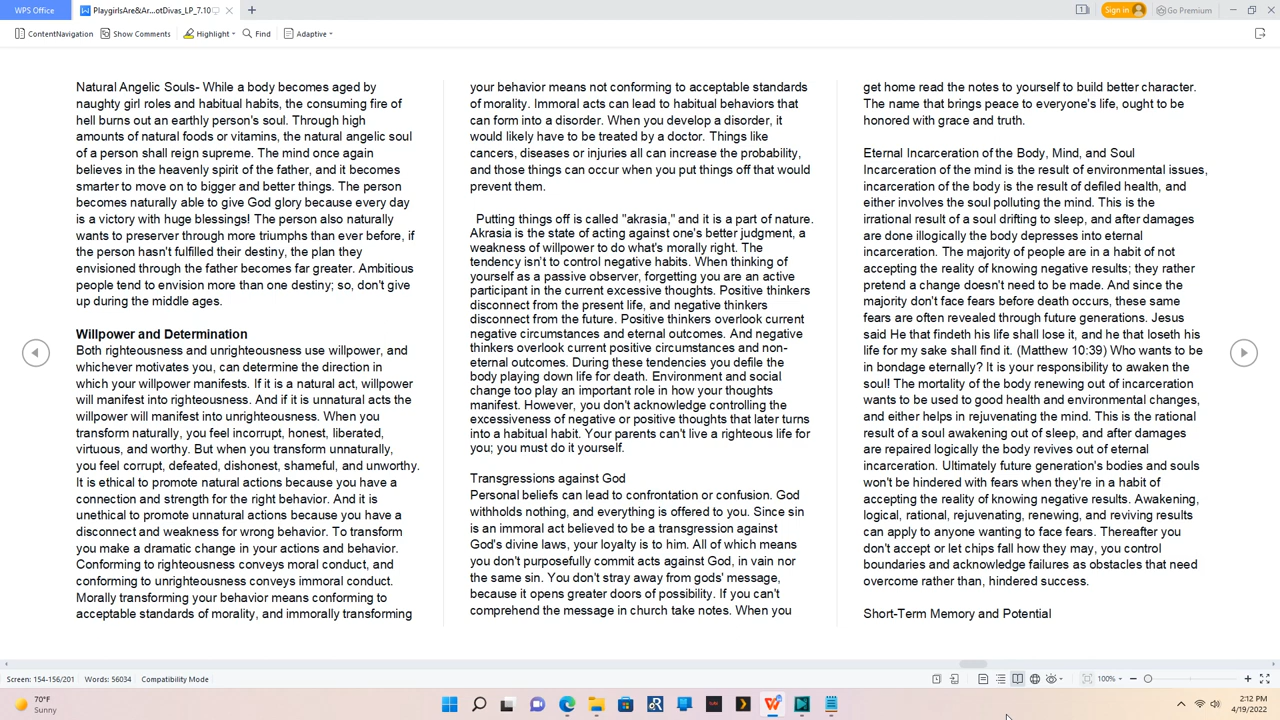 WPS Office
PlaygirlsAre&Ar...otDivas_LP_7.10
1
Sign in
Go Premium
ContentNavigation
Show Comments
Highlight
Find
Adaptive
Natural Angelic Souls- While a body becomes aged by
naughty girl roles and habitual habits, the consuming fire of
hell burns out an earthly person's soul. Through high
amounts of natural foods or vitamins, the natural angelic soul
of a person shall reign supreme. The mind once again
believes in the heavenly spirit of the father, and it becomes
smarter to move on to bigger and better things. The person
becomes naturally able to give God glory because every day
is a victory with huge blessings! The person also naturally
wants to preserver through more triumphs than ever before, if
the person hasn't fulfilled their destiny, the plan they
envisioned through the father becomes far greater. Ambitious
people tend to envision more than one destiny; so, don't give
up during the middle ages.
Willpower and Determination
Both righteousness and unrighteousness use willpower, and
whichever motivates you, can determine the direction in
which your willpower manifests. If it is a natural act, willpower
will manifest into righteousness. And if it is unnatural acts the
willpower will manifest into unrighteousness. When you
transform naturally, you feel incorrupt, honest, liberated,
virtuous, and worthy. But when you transform unnaturally,
you feel corrupt, defeated, dishonest, shameful, and unworthy.
It is ethical to promote natural actions because you have a
connection and strength for the right behavior. And it is
unethical to promote unnatural actions because you have a
disconnect and weakness for wrong behavior. To transform
you make a dramatic change in your actions and behavior.
Conforming to righteousness conveys moral conduct, and
conforming to unrighteousness conveys immoral conduct.
Morally transforming your behavior means conforming to
acceptable standards of morality, and immorally transforming
your behavior means not conforming to acceptable standards
of morality. Immoral acts can lead to habitual behaviors that
can form into a disorder. When you develop a disorder, it
would likely have to be treated by a doctor. Things like
cancers, diseases or injuries all can increase the probability,
and those things can occur when you put things off that would
prevent them.
Putting things off is called "akrasia," and it is a part of nature.
Akrasia is the state of acting against one's better judgment, a
weakness of willpower to do what's morally right. The
tendency isn't to control negative habits. When thinking of
yourself as a passive observer, forgetting you are an active
participant in the current excessive thoughts. Positive thinkers
disconnect from the present life, and negative thinkers
disconnect from the future. Positive thinkers overlook current
negative circumstances and eternal outcomes. And negative
thinkers overlook current positive circumstances and non-
eternal outcomes. During these tendencies you defile the
body playing down life for death. Environment and social
change too play an important role in how your thoughts
manifest. However, you don't acknowledge controlling the
excessiveness of negative or positive thoughts that later turns
into a habitual habit. Your parents can't live a righteous life for
you; you must do it yourself.
Transgressions against God
Personal beliefs can lead to confrontation or confusion. God
withholds nothing, and everything is offered to you. Since sin
is an immoral act believed to be a transgression against
God's divine laws, your loyalty is to him. All of which means
you don't purposefully commit acts against God, in vain nor
the same sin. You don't stray away from gods' message,
because it opens greater doors of possibility. If you can't
comprehend the message in church take notes. When you
get home read the notes to yourself to build better character.
The name that brings peace to everyone's life, ought to be
honored with grace and truth.
Eternal Incarceration of the Body, Mind, and Soul
Incarceration of the mind is the result of environmental issues,
incarceration of the body is the result of defiled health, and
either involves the soul polluting the mind. This is the
irrational result of a soul drifting to sleep, and after damages
are done illogically the body depresses into eternal
incarceration. The majority of people are in a habit of not
accepting the reality of knowing negative results; they rather
pretend a change doesn't need to be made. And since the
majority don't face fears before death occurs, these same
fears are often revealed through future generations. Jesus
said He that findeth his life shall lose it, and he that loseth his
life for my sake shall find it. (Matthew 10:39) Who wants to be
in bondage eternally? It is your responsibility to awaken the
soul! The mortality of the body renewing out of incarceration
wants to be used to good health and environmental changes,
and either helps in rejuvenating the mind. This is the rational
result of a soul awakening out of sleep, and after damages
are repaired logically the body revives out of eternal
incarceration. Ultimately future generation's bodies and souls
won't be hindered with fears when they're in a habit of
accepting the reality of knowing negative results. Awakening,
logical, rational, rejuvenating, renewing, and reviving results
can apply to anyone wanting to face fears. Thereafter you
don't accept or let chips fall how they may, you control
boundaries and acknowledge failures as obstacles that need
overcome rather than, hindered success.
Short-Term Memory and Potential
Screen: 154-156/201
Words: 56034
Compatibility Mode
100%
70°F
Sunny
2:12 PM
4/19/2022